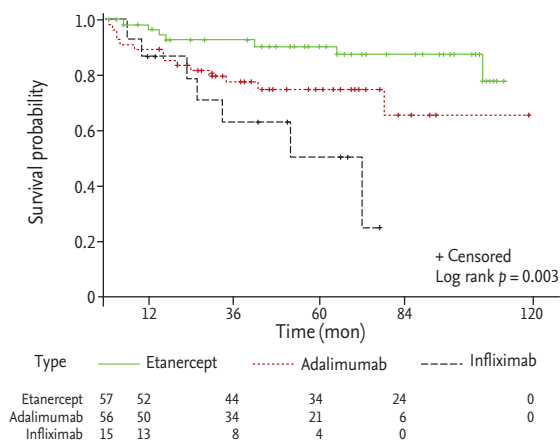 Survival probability
1.0
0.8
0.6
0.4
0.2
0
+ Censored
Log rank p = 0.003
12 36 60 84 120
Time (mon)
Type Etanercept Adalimumab Infliximab
Etanercept 57 52 44 34 24 0
Adalimumab 56 50 34 21 6 0
Infliximab 15 13 8 4 0